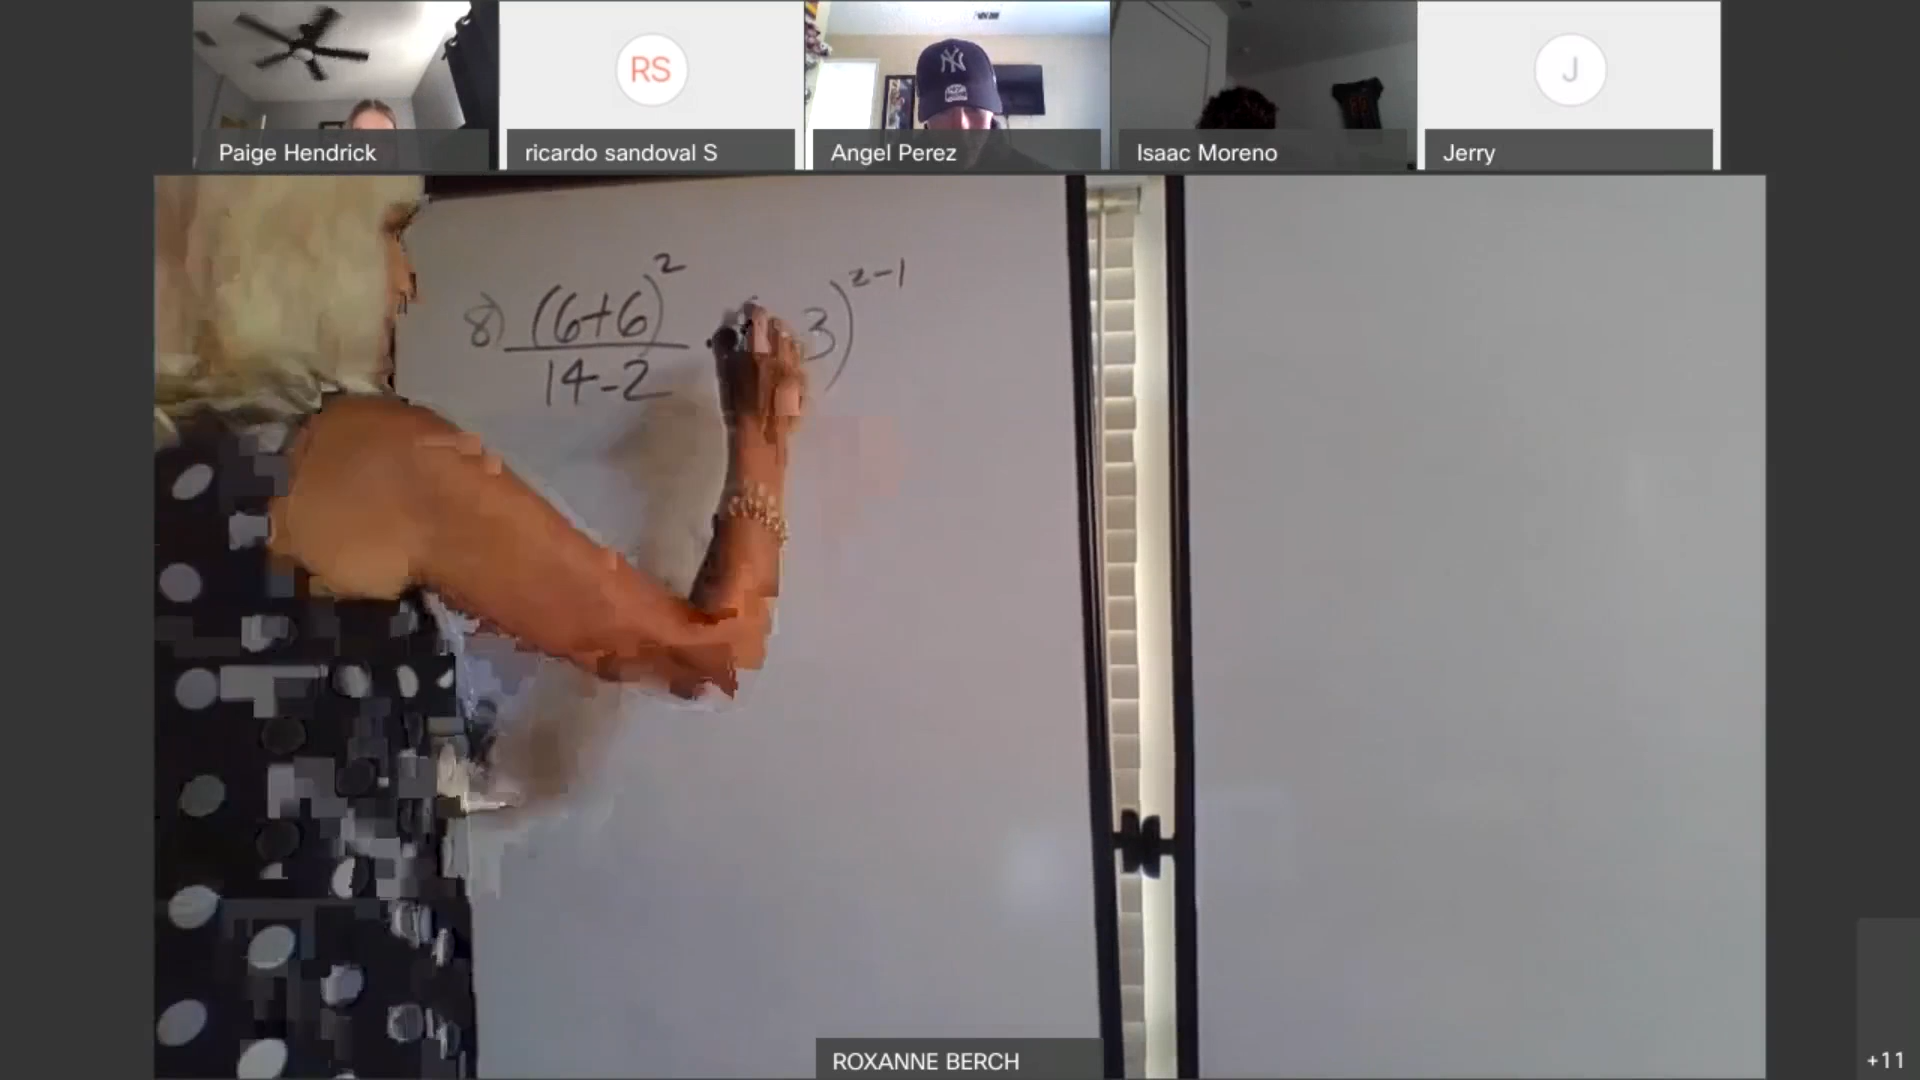 Paige Hendrick
RS
ricardo sandoval S
NY
Angel Perez
Isaac Moreno
J
Jerry
8) (6+6)² · 3)^{2-1}
14-2
ROXANNE BERCH
+11